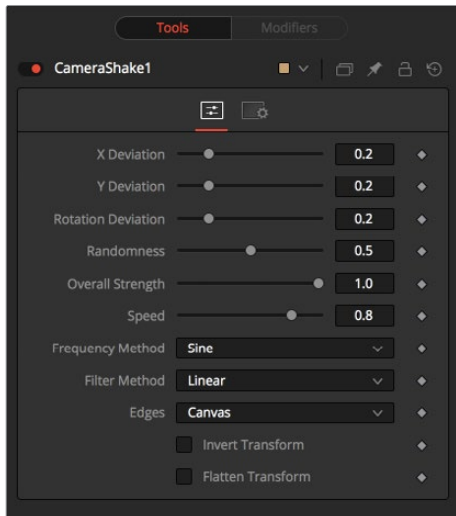 Tools Modifiers
CameraShake1
X Deviation 0.2
Y Deviation 0.2
Rotation Deviation 0.2
Randomness 0.5
Overall Strength 1.0
Speed 0.8
Frequency Method Sine
Filter Method Linear
Edges Canvas
Invert Transform
Flatten Transform